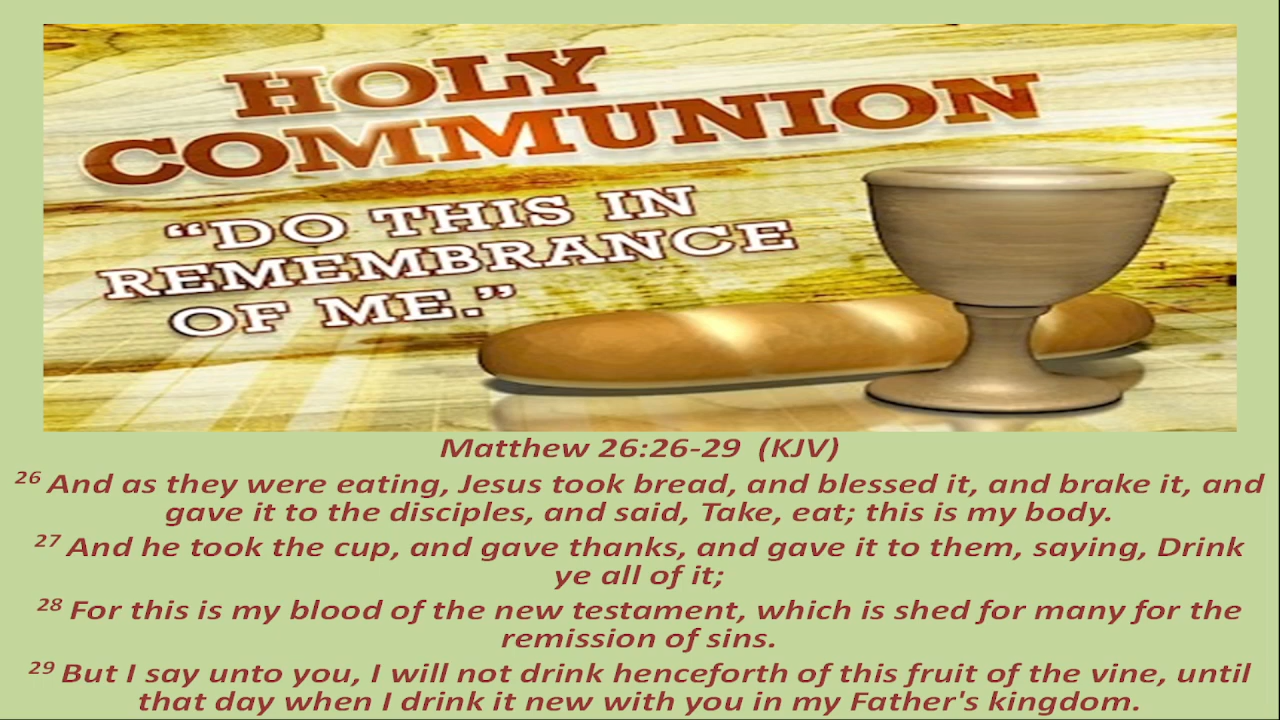 HOLY
COMMUNION
“DO THIS IN
REMEMBRANCE
OF ME.”
Matthew 26:26-29 (KJV)
26 And as they were eating, Jesus took bread, and blessed it, and brake it, and
gave it to the disciples, and said, Take, eat; this is my body.
27 And he took the cup, and gave thanks, and gave it to them, saying, Drink
ye all of it;
28 For this is my blood of the new testament, which is shed for many for the
remission of sins.
29 But I say unto you, I will not drink henceforth of this fruit of the vine, until
that day when I drink it new with you in my Father's kingdom.